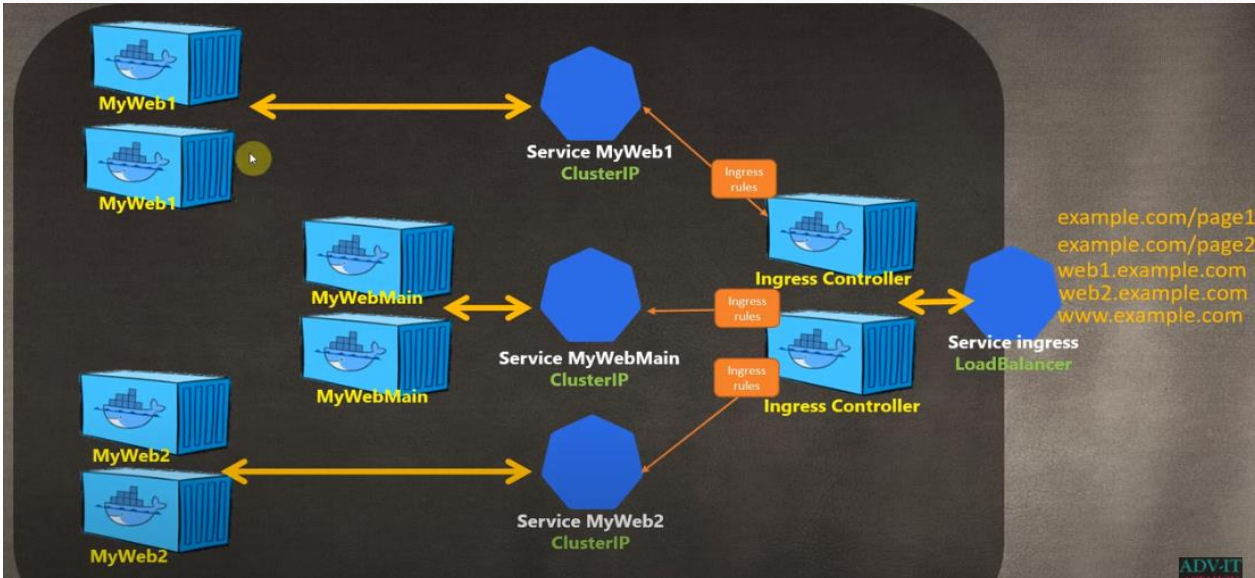 MyWeb1
MyWeb1
Service MyWeb1
ClusterIP
Ingress
rules
MyWebMain
MyWebMain
Service MyWebMain
ClusterIP
Ingress
rules
Ingress
rules
MyWeb2
MyWeb2
Service MyWeb2
ClusterIP
Ingress Controller
Ingress Controller
Service ingress
LoadBalancer
example.com/page1
example.com/page2
web1.example.com
web2.example.com
www.example.com
ADV-IT